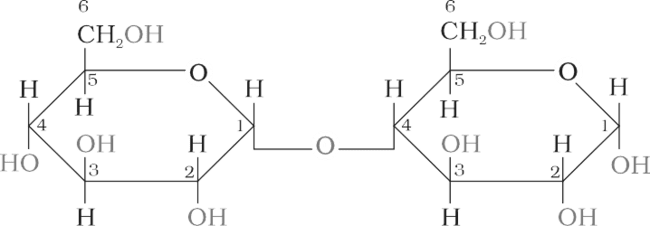 6 6
CH2OH CH2OH
5 O H 5 O H
H H H H
4 OH H 1 O 4 OH H 1
HO 3 2 3 2 OH
H OH H OH